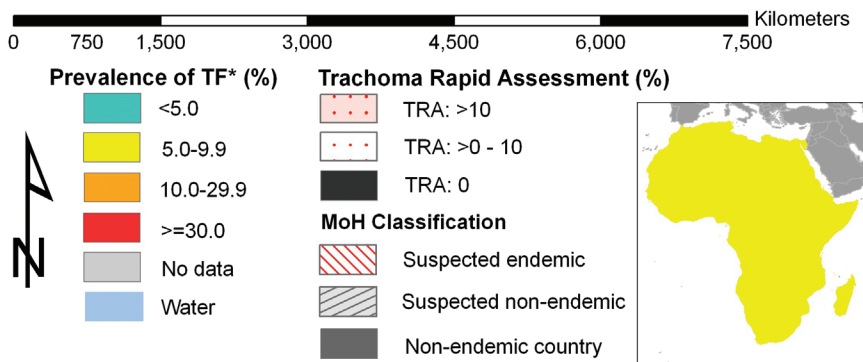 Kilometers
0 750 1,500 3,000 4,500 6,000 7,500
Prevalence of TF* (%)
<5.0
5.0-9.9
10.0-29.9
>=30.0
No data
Water
N
Trachoma Rapid Assessment (%)
TRA: >10
TRA: >0 - 10
TRA: 0
MoH Classification
Suspected endemic
Suspected non-endemic
Non-endemic country